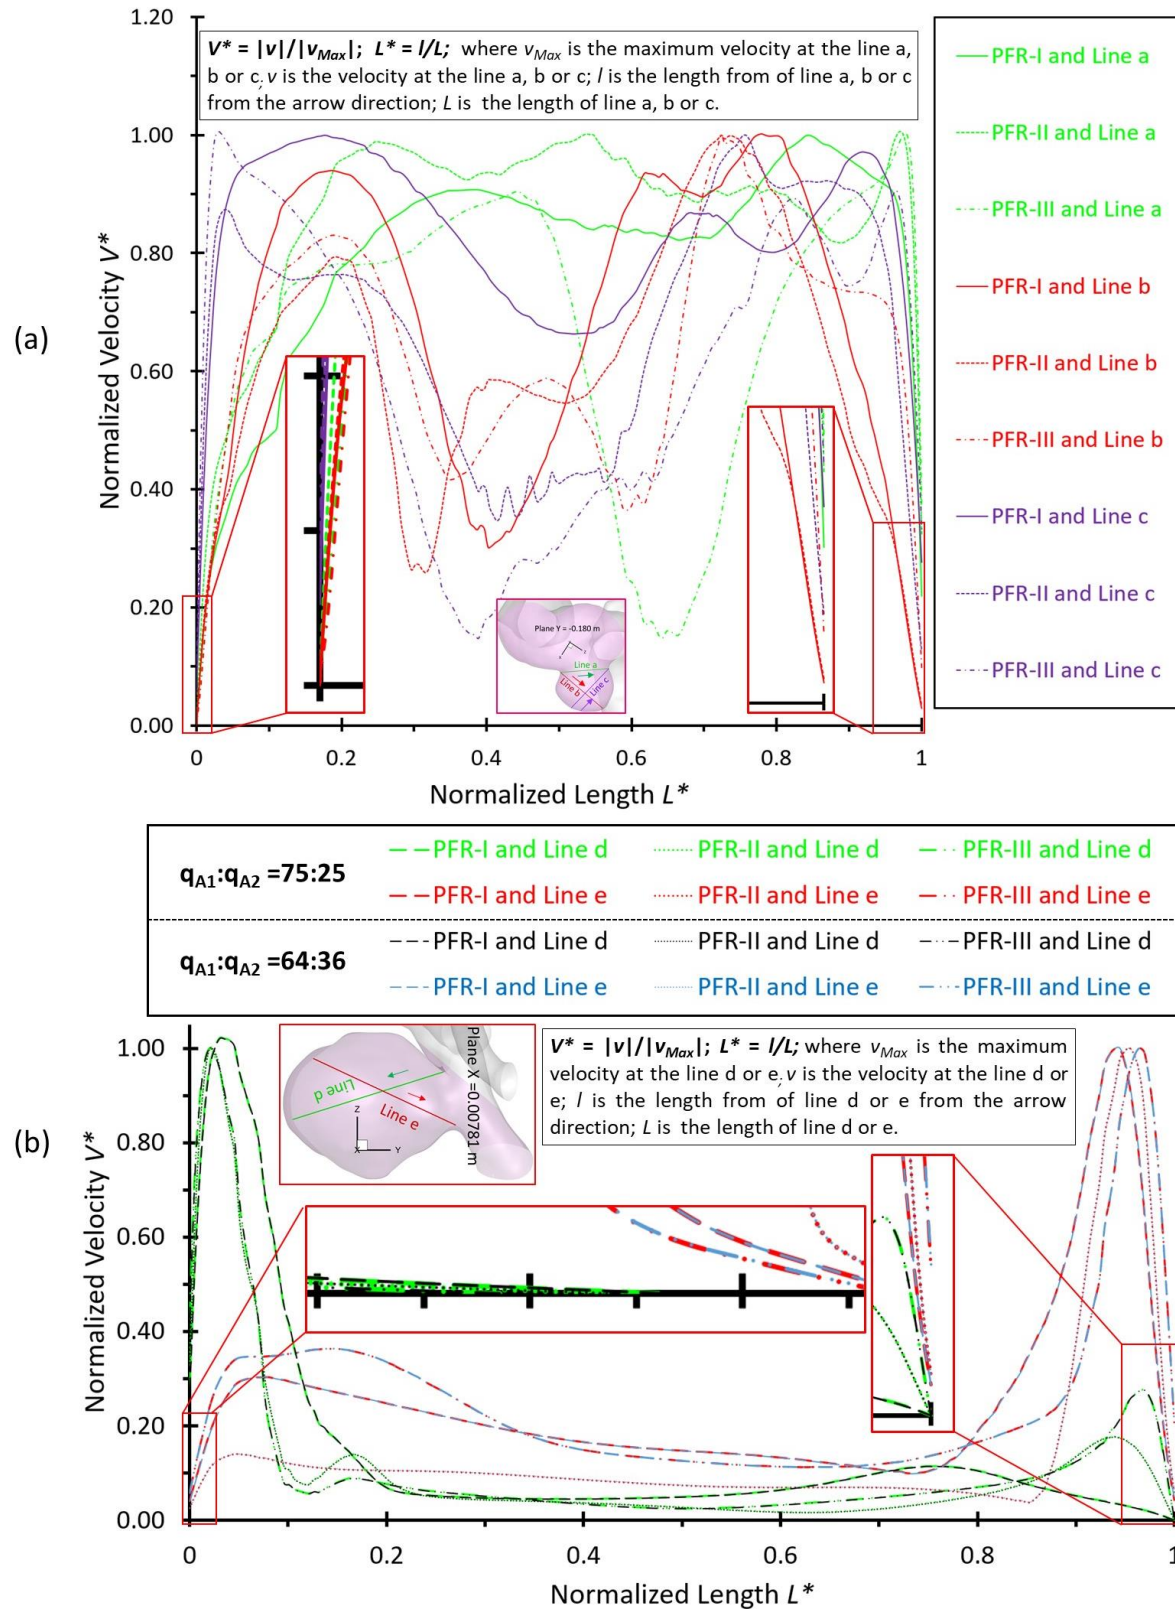 1.20
V* = |v|/|vMax|; L* = l/L; where vMax is the maximum velocity at the line a,
b or c; v is the velocity at the line a, b or c; l is the length from of line a, b or c
from the arrow direction; L is the length of line a, b or c.
1.00
0.80
0.60
0.40
0.20
0.00
Normalized Velocity V*
(a)
Plane Y = -0.180 m
Line a
Line b
Line c
0
0.2
0.4
0.6
0.8
1
Normalized Length L*
PFR-I and Line a
PFR-II and Line a
PFR-III and Line a
PFR-I and Line b
PFR-II and Line b
PFR-III and Line b
PFR-I and Line c
PFR-II and Line c
PFR-III and Line c
qA1:qA2 =75:25
PFR-I and Line d
PFR-II and Line d
PFR-III and Line d
PFR-I and Line e
PFR-II and Line e
PFR-III and Line e
qA1:qA2 =64:36
PFR-I and Line d
PFR-II and Line d
PFR-III and Line d
PFR-I and Line e
PFR-II and Line e
PFR-III and Line e
V* = |v|/|vMax|; L* = l/L; where vMax is the maximum
velocity at the line d or e; v is the velocity at the line d or
e; l is the length from of line d or e from the arrow
direction; L is the length of line d or e.
Line d
Line e
Z
X
Y
Plane X =0.00781 m
1.00
0.80
0.60
0.40
0.20
0.00
Normalized Velocity V*
(b)
0
0.2
0.4
0.6
0.8
1
Normalized Length L*